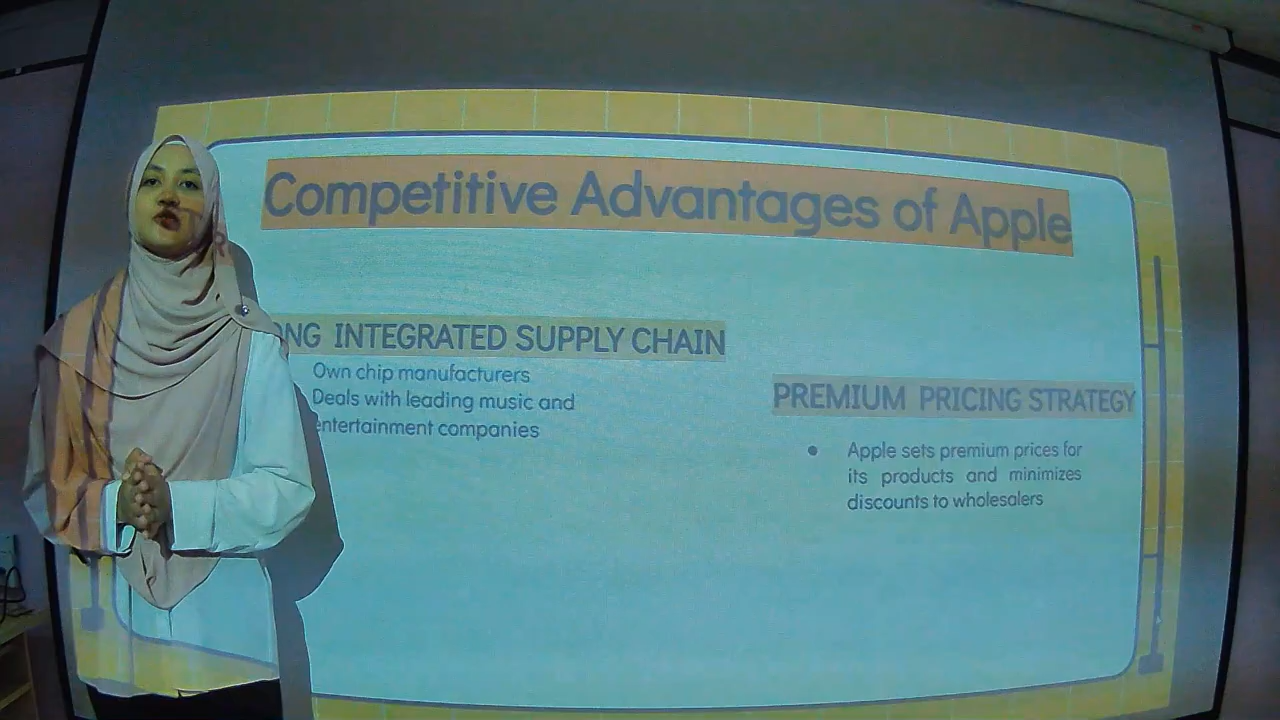 Competitive Advantages of Apple
ONG INTEGRATED SUPPLY CHAIN
Own chip manufacturers
Deals with leading music and
entertainment companies
PREMIUM PRICING STRATEGY
Apple sets premium prices for
its products and minimizes
discounts to wholesalers